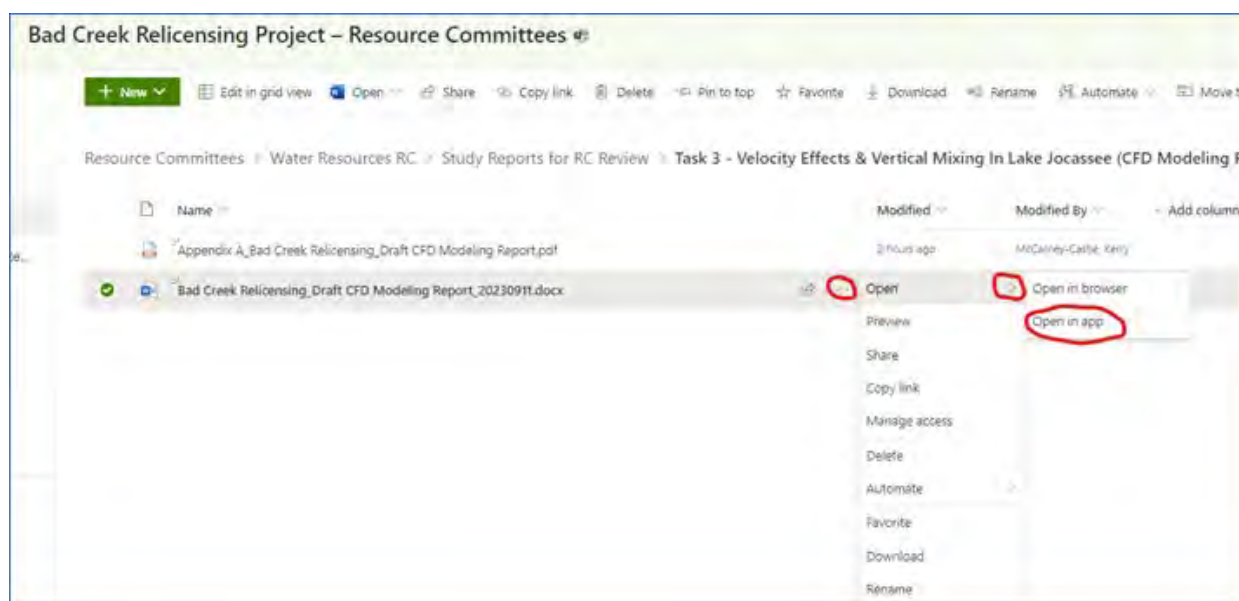 Bad Creek Relicensing Project – Resource Committees
+ New Edit in grid view Open Share Copy link Delete Pin to top Favorite Download Rename Automate Move t
Resource Committees > Water Resources RC > Study Reports for RC Review > Task 3 - Velocity Effects & Vertical Mixing In Lake Jocassee (CFD Modeling R
Name Modified Modified By Add column
Appendix A_Bad Creek Relicensing_Draft CFD Modeling Report.pdf 2 hours ago McCarney-Castle, Kerry
Bad Creek Relicensing_Draft CFD Modeling Report_20230911.docx Open Open in browser
Preview Open in app
Share
Copy link
Manage access
Delete
Automate
Favorite
Download
Rename